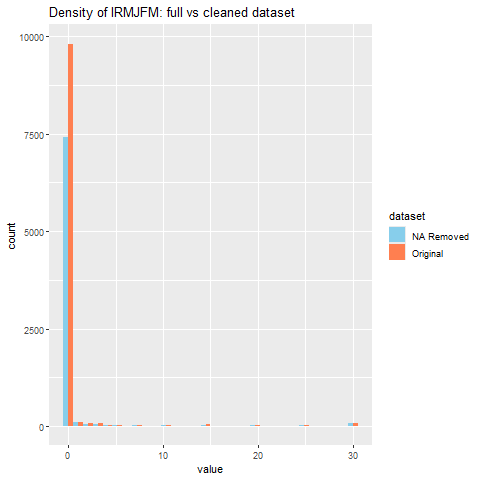 Density of IRMJFM: full vs cleaned dataset
10000
7500
5000
2500
0
count
0
10
20
30
value
dataset
NA Removed
Original